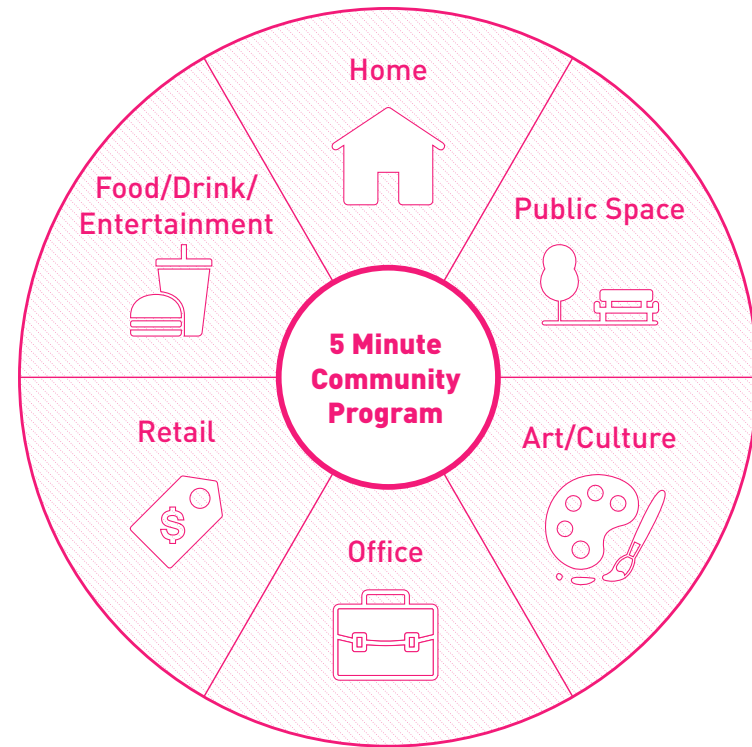 Home
Food/Drink/
Entertainment
Public Space
5 Minute
Community
Program
Retail
Art/Culture
$
Office